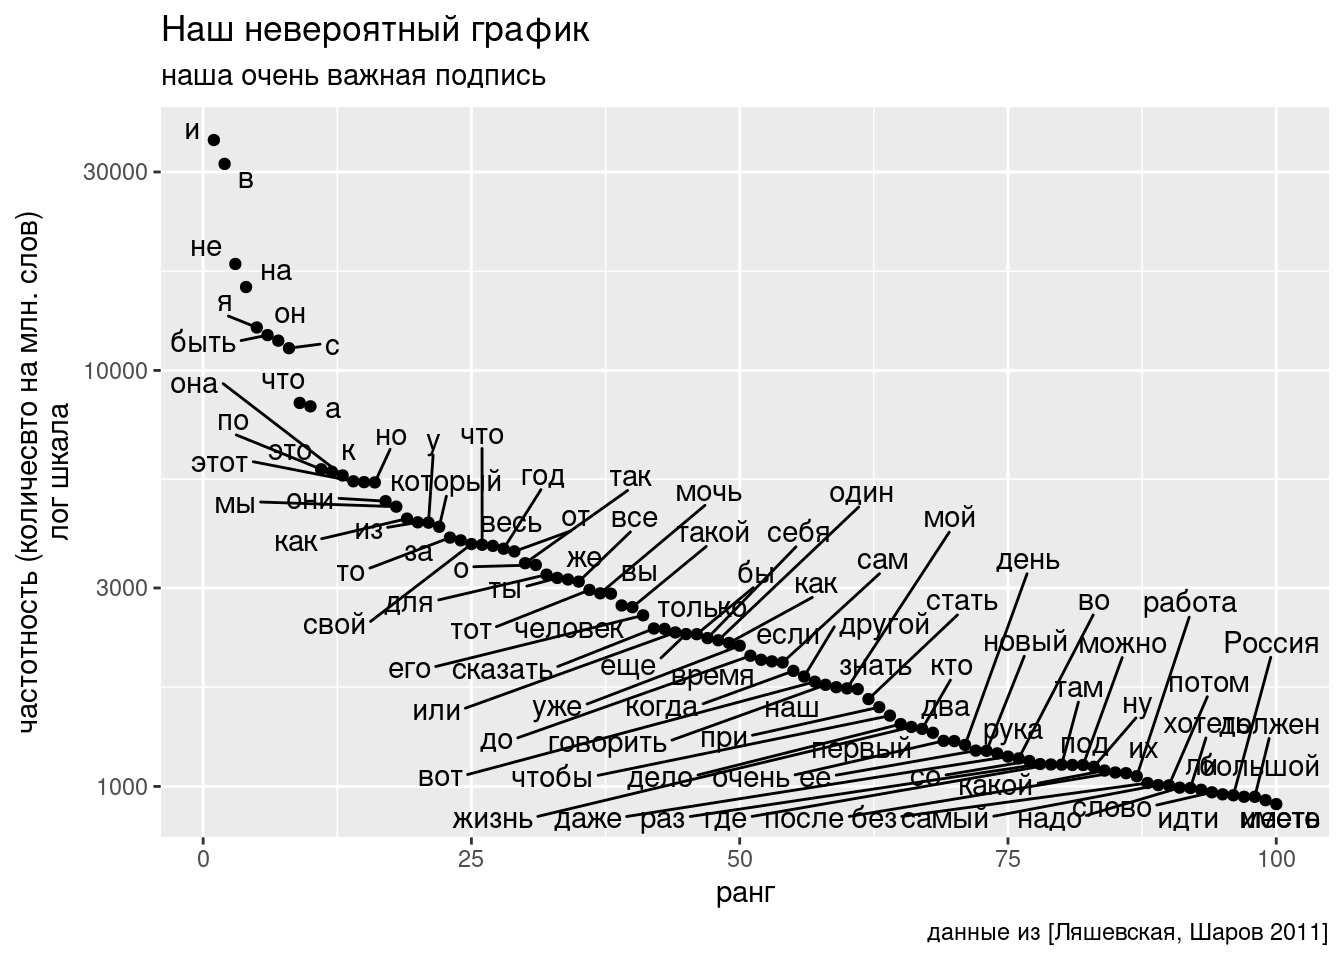 Наш невероятный график
наша очень важная подпись
частотность (количесвто на млн. слов)
лог шкала
30000
10000
3000
1000
и
в
не
на
я
он
быть
с
что
она
а
по
но
у
что
это
к
этот
который
год
так
мочь
один
они
мы
весь
от
все
себя
мой
как
из
за
такой
же
сам
день
то
о
вы
бы
как
ты
для
только
стать
во
работа
свой
тот
человек
если
другой
новый
можно
Россия
его
сказать
еще
время
знать
кто
там
потом
или
уже
когда
наш
два
ну
хотеть
должен
до
говорить
при
первый
рука
под
их
вот
чтобы
дело
очень
ее
со
какой
большой
жизнь
даже
раз
где
после
без
самый
надо
слово
идти
иметь
0
25
50
75
100
ранг
данные из [Ляшевская, Шаров 2011]